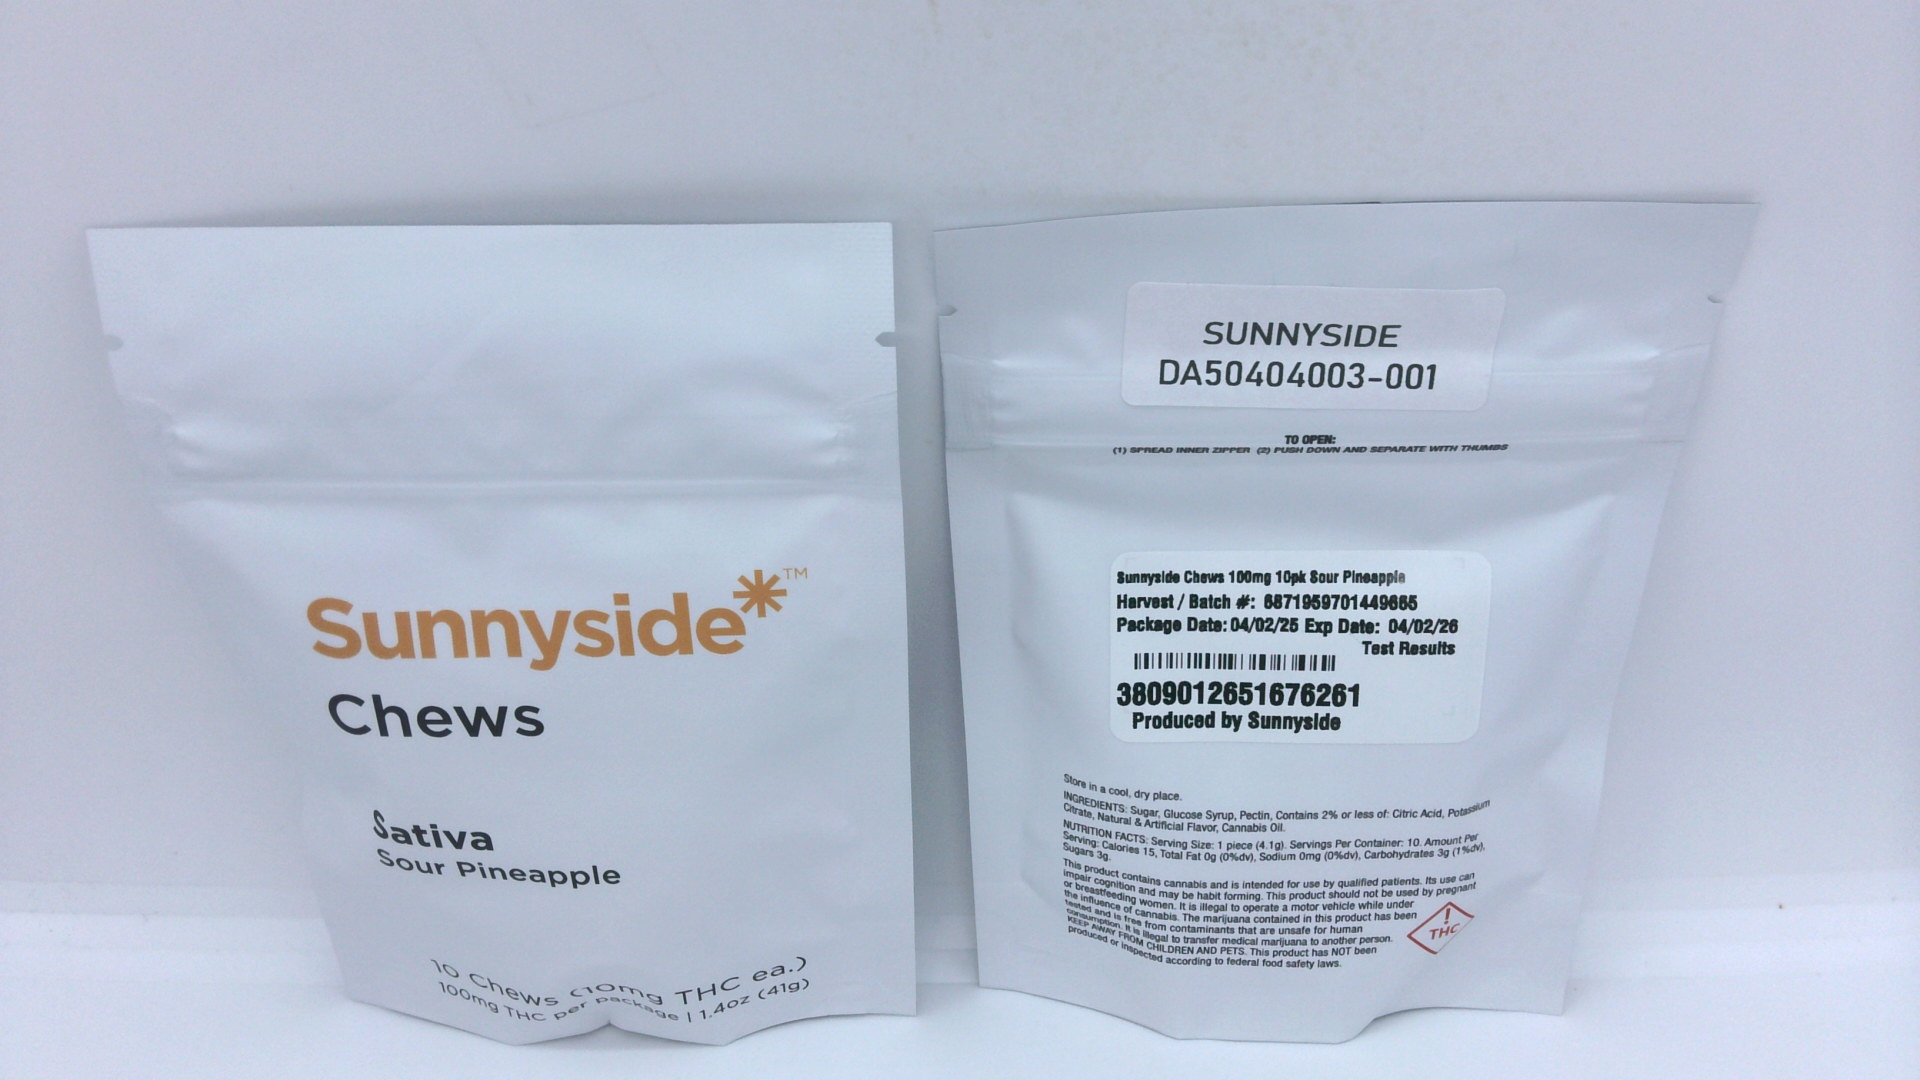 Sunnyside*™
Chews
Sativa
Sour Pineapple
10 Chews (10mg THC ea.)
100mg THC per package | 1.4oz (41g)
SUNNYSIDE
DA50404003-001
TO OPEN:
(1) SPREAD INNER ZIPPER (2) PUSH DOWN AND SEPARATE WITH THUMBS
Sunnyside Chews 100mg 10pk Sour Pineapple
Harvest / Batch #: 6871959701449665
Package Date: 04/02/25 Exp Date: 04/02/26
Test Results
3809012651676261
Produced by Sunnyside
Store in a cool, dry place.
INGREDIENTS: Sugar, Glucose Syrup, Pectin, Contains 2% or less of: Citric Acid, Potassium
Citrate, Natural & Artificial Flavor, Cannabis Oil.
NUTRITION FACTS: Serving Size: 1 piece (4.1g). Servings Per Container: 10. Amount Per
Serving: Calories 15, Total Fat 0g (0%dv), Sodium 0mg (0%dv), Carbohydrates 3g (1%dv),
Sugars 3g.
This product contains cannabis and is intended for use by qualified patients. Its use can
impair cognition and may be habit forming. This product should not be used by pregnant
or breastfeeding women. It is illegal to operate a motor vehicle while under
the influence of cannabis. The marijuana contained in this product has been
tested and is free from contaminants that are unsafe for human
consumption. It is illegal to transfer medical marijuana to another person.
KEEP AWAY FROM CHILDREN AND PETS. This product has NOT been
produced or inspected according to federal food safety laws.
!
THC